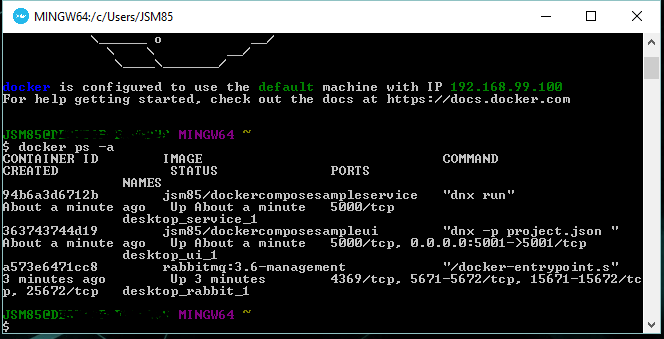 MINGW64:/c/Users/JSM85
docker is configured to use the default machine with IP 192.168.99.100
For help getting started, check out the docs at https://docs.docker.com
JSM85@D MINGW64 ~
$ docker ps -a
CONTAINER ID        IMAGE                              COMMAND
CREATED              STATUS              PORTS
               NAMES
94b6a3d6712b        jsm85/dockercomposesampleservice   "dnx run"
About a minute ago   Up About a minute   5000/tcp
               desktop_service_1
363743744d19        jsm85/dockercomposesampleui        "dnx -p project.json "
About a minute ago   Up About a minute   5000/tcp, 0.0.0.0:5001->5001/tcp
               desktop_ui_1
a573e6471cc8        rabbitmq:3.6-management            "/docker-entrypoint.s"
3 minutes ago        Up 3 minutes        4369/tcp, 5671-5672/tcp, 15671-15672/tc
p, 25672/tcp   desktop_rabbit_1
JSM85@D MINGW64 ~
$